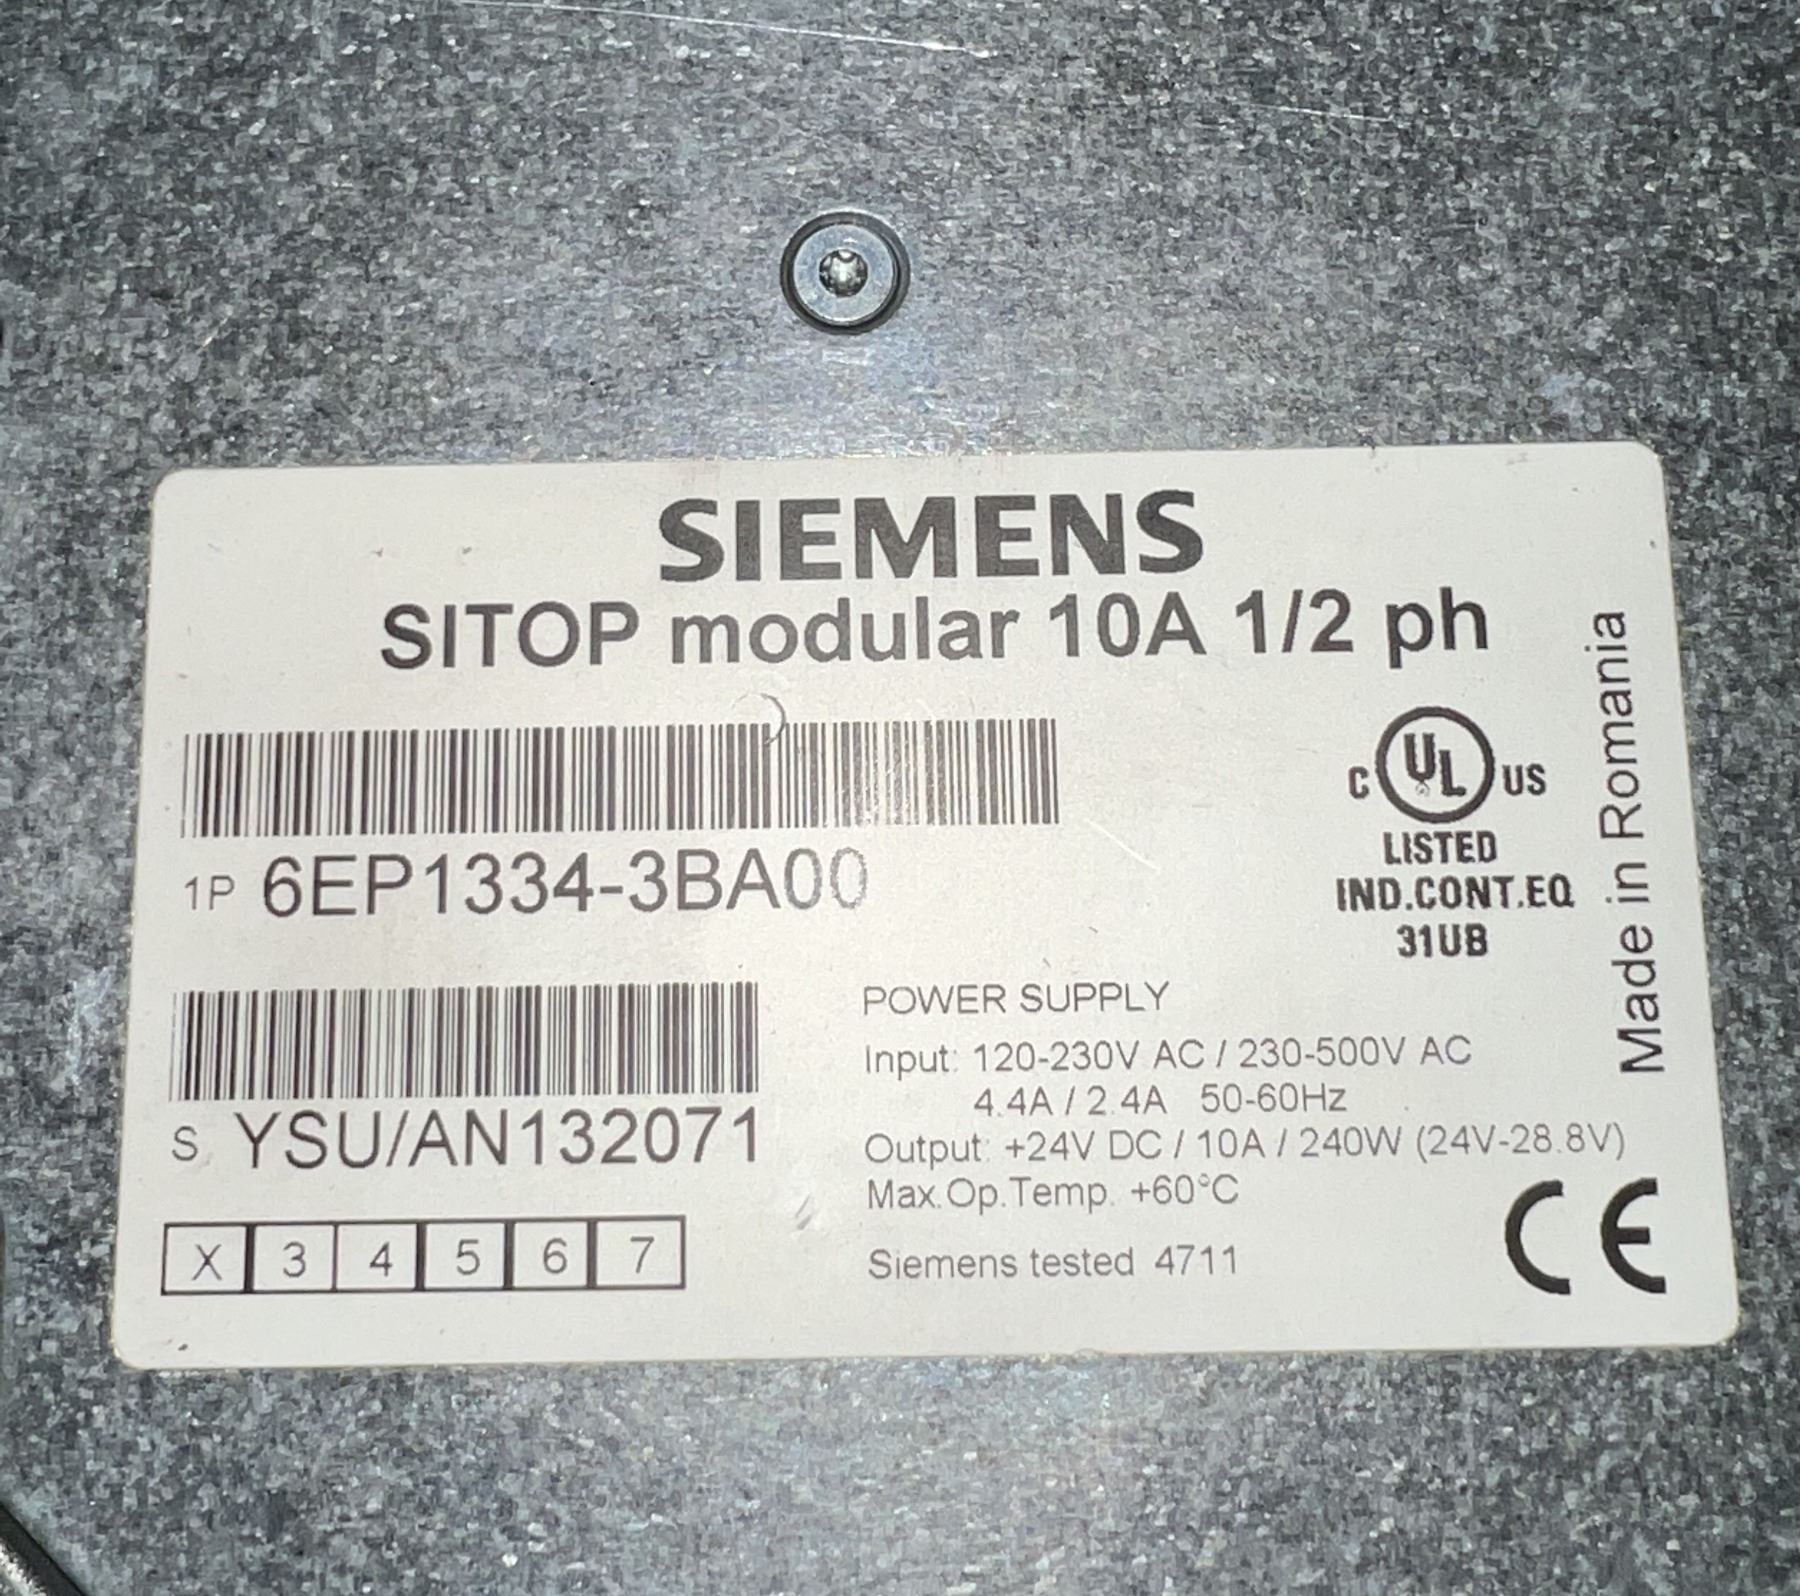 SIEMENS
SITOP modular 10A 1/2 ph
1P 6EP1334-3BA00
S YSU/AN132071
X 3 4 5 6 7
C UL US
LISTED
IND.CONT.EQ
31UB
Made in Romania
POWER SUPPLY
Input: 120-230V AC / 230-500V AC
4.4A / 2.4A 50-60Hz
Output: +24V DC / 10A / 240W (24V-28.8V)
Max.Op.Temp. +60°C
Siemens tested 4711
CE